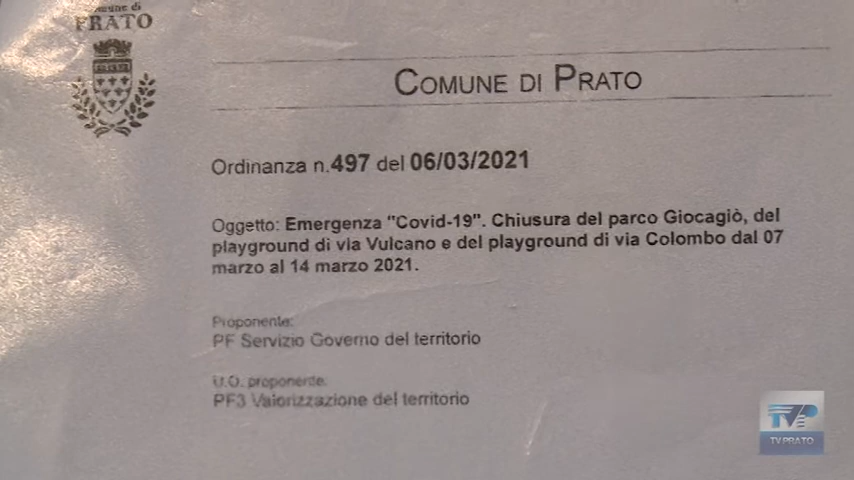 Comune di
PRATO
COMUNE DI PRATO
Ordinanza n.497 del 06/03/2021
Oggetto: Emergenza "Covid-19". Chiusura del parco Giocagiò, del
playground di via Vulcano e del playground di via Colombo dal 07
marzo al 14 marzo 2021.
Proponente:
PF Servizio Governo del territorio
U.O. proponente:
PF3 Valorizzazione del territorio
TVP
TV PRATO